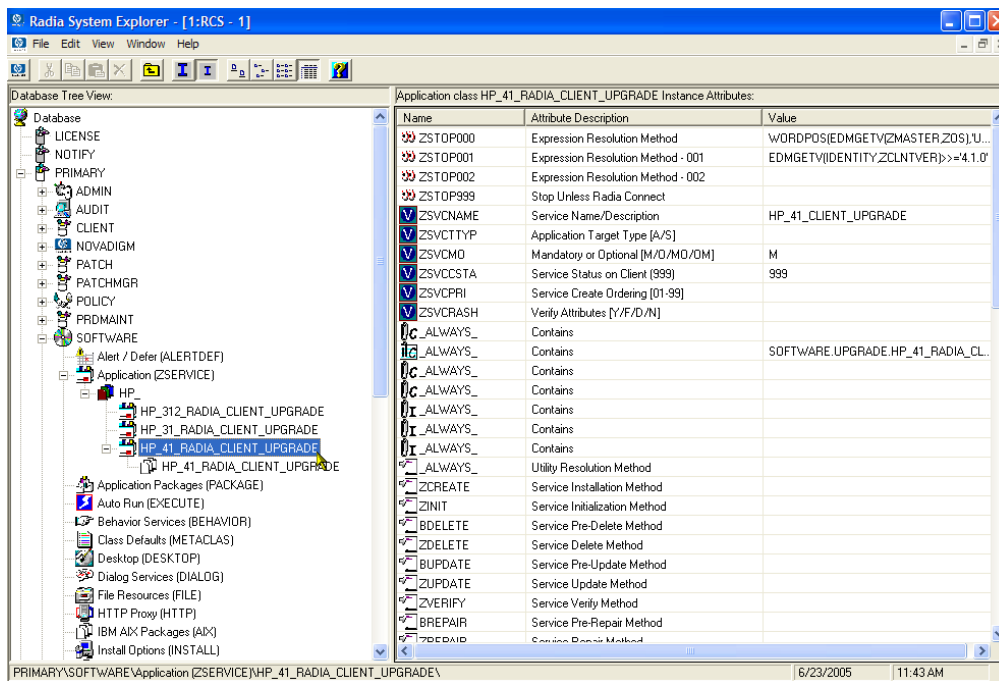 Radia System Explorer - [1:RCS - 1]
File Edit View Window Help
Database Tree View:
Application class HP_41_RADIA_CLIENT_UPGRADE Instance Attributes:
Database
LICENSE
NOTIFY
PRIMARY
ADMIN
AUDIT
CLIENT
NOVADIGM
PATCH
PATCHMGR
POLICY
PRDMAINT
SOFTWARE
Alert / Defer (ALERTDEF)
Application (ZSERVICE)
HP_
HP_312_RADIA_CLIENT_UPGRADE
HP_31_RADIA_CLIENT_UPGRADE
HP_41_RADIA_CLIENT_UPGRADE
HP_41_RADIA_CLIENT_UPGRADE
Application Packages (PACKAGE)
Auto Run (EXECUTE)
Behavior Services (BEHAVIOR)
Class Defaults (METACLAS)
Desktop (DESKTOP)
Dialog Services (DIALOG)
File Resources (FILE)
HTTP Proxy (HTTP)
IBM AIX Packages (AIX)
Install Options (INSTALL)
Name Attribute Description Value
ZSTOP000 Expression Resolution Method WORDPOS(EDMGETV(ZMASTER,ZOS),'U...
ZSTOP001 Expression Resolution Method - 001 EDMGETV(IDENTITY,ZCLNTVER)>>='4.1.0'
ZSTOP002 Expression Resolution Method - 002
ZSTOP999 Stop Unless Radia Connect
ZSVCNAME Service Name/Description HP_41_CLIENT_UPGRADE
ZSVCTTYP Application Target Type [A/S]
ZSVCMO Mandatory or Optional [M/O/MO/OM] M
ZSVCCSTA Service Status on Client (999) 999
ZSVCPRI Service Create Ordering [01-99]
ZSVCRASH Verify Attributes [Y/F/D/N]
_ALWAYS_ Contains
_ALWAYS_ Contains SOFTWARE.UPGRADE.HP_41_RADIA_CL...
_ALWAYS_ Contains
_ALWAYS_ Contains
_ALWAYS_ Contains
_ALWAYS_ Contains
_ALWAYS_ Contains
_ALWAYS_ Utility Resolution Method
ZCREATE Service Installation Method
ZINIT Service Initialization Method
BDELETE Service Pre-Delete Method
ZDELETE Service Delete Method
BUPDATE Service Pre-Update Method
ZUPDATE Service Update Method
ZVERIFY Service Verify Method
BREPAIR Service Pre-Repair Method
ZREPAIR Service Repair Method
PRIMARY\SOFTWARE\Application (ZSERVICE)\HP_41_RADIA_CLIENT_UPGRADE\ 6/23/2005 11:43 AM